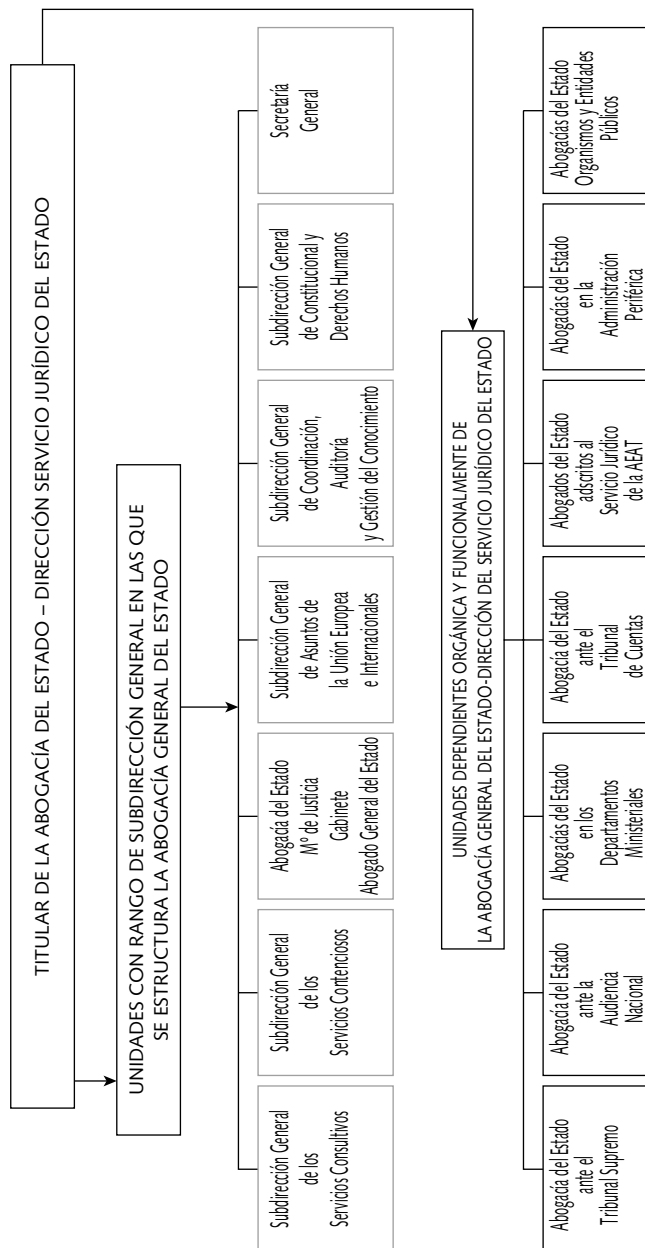 TITULAR DE LA ABOGACÍA DEL ESTADO – DIRECCIÓN SERVICIO JURÍDICO DEL ESTADO
UNIDADES CON RANGO DE SUBDIRECCIÓN GENERAL EN LAS QUE
SE ESTRUCTURA LA ABOGACÍA GENERAL DEL ESTADO
Subdirección General
de los
Servicios Consultivos
Subdirección General
de los
Servicios Contenciosos
Abogacía del Estado
Mº de Justicia
Gabinete
Abogado General del Estado
Subdirección General
de Asuntos de
la Unión Europea
e Internacionales
Subdirección General
de Coordinación,
Auditoría
y Gestión del Conocimiento
Subdirección General
de Constitucional y
Derechos Humanos
Secretaría
General
UNIDADES DEPENDIENTES ORGÁNICA Y FUNCIONALMENTE DE
LA ABOGACÍA GENERAL DEL ESTADO-DIRECCIÓN DEL SERVICIO JURÍDICO DEL ESTADO
Abogacía del Estado
ante el
Tribunal Supremo
Abogacía del Estado
ante la
Audiencia
Nacional
Abogacías del Estado
en los
Departamentos
Ministeriales
Abogacía del Estado
ante el
Tribunal
de Cuentas
Abogados del Estado
adscritos al
Servicio Jurídico
de la AEAT
Abogacías del Estado
en la
Administración
Periférica
Abogacías del Estado
Organismos y Entidades
Públicos